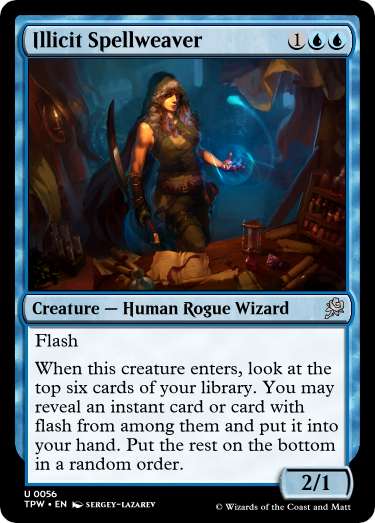 Illicit Spellweaver 1
Creature — Human Rogue Wizard
Flash
When this creature enters, look at the
top six cards of your library. You may
reveal an instant card or card with
flash from among them and put it into
your hand. Put the rest on the bottom
in a random order.
2/1
U 0056
TPW • EN SERGEY-LAZAREV
© Wizards of the Coast and Matt